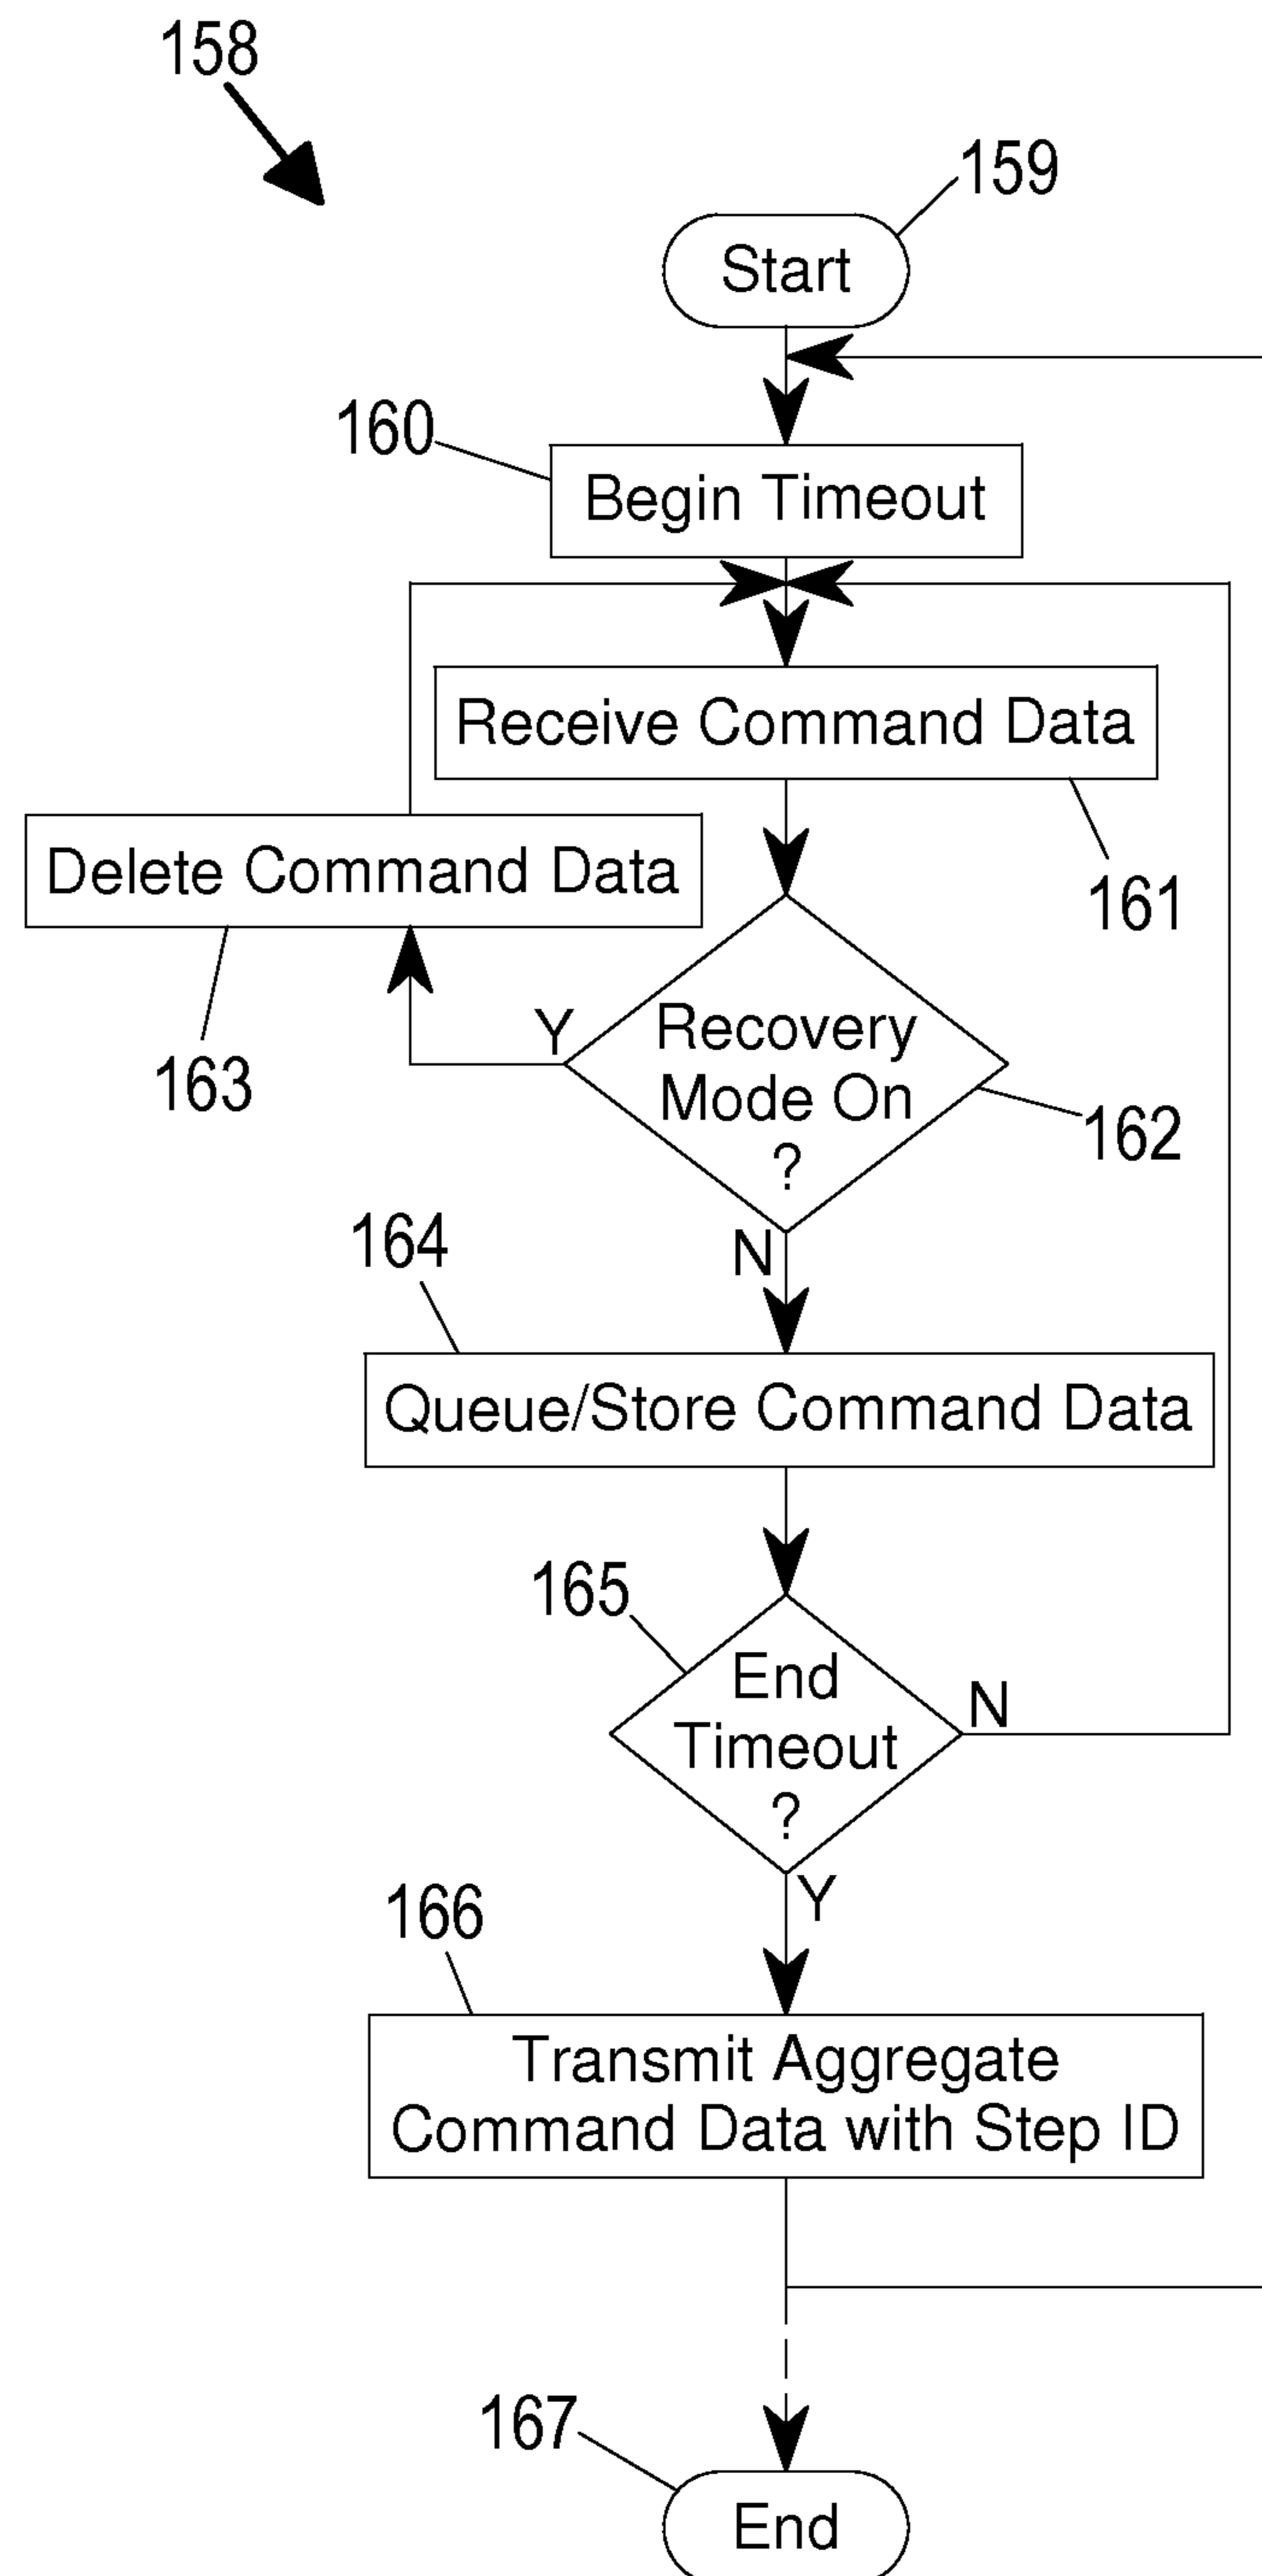 158
159
Start
160
Begin Timeout
Receive Command Data
Delete Command Data
161
Y
Recovery
Mode On
?
163
162
164
N
Queue/Store Command Data
165
End
Timeout
?
N
Y
166
Transmit Aggregate
Command Data with Step ID
167
End